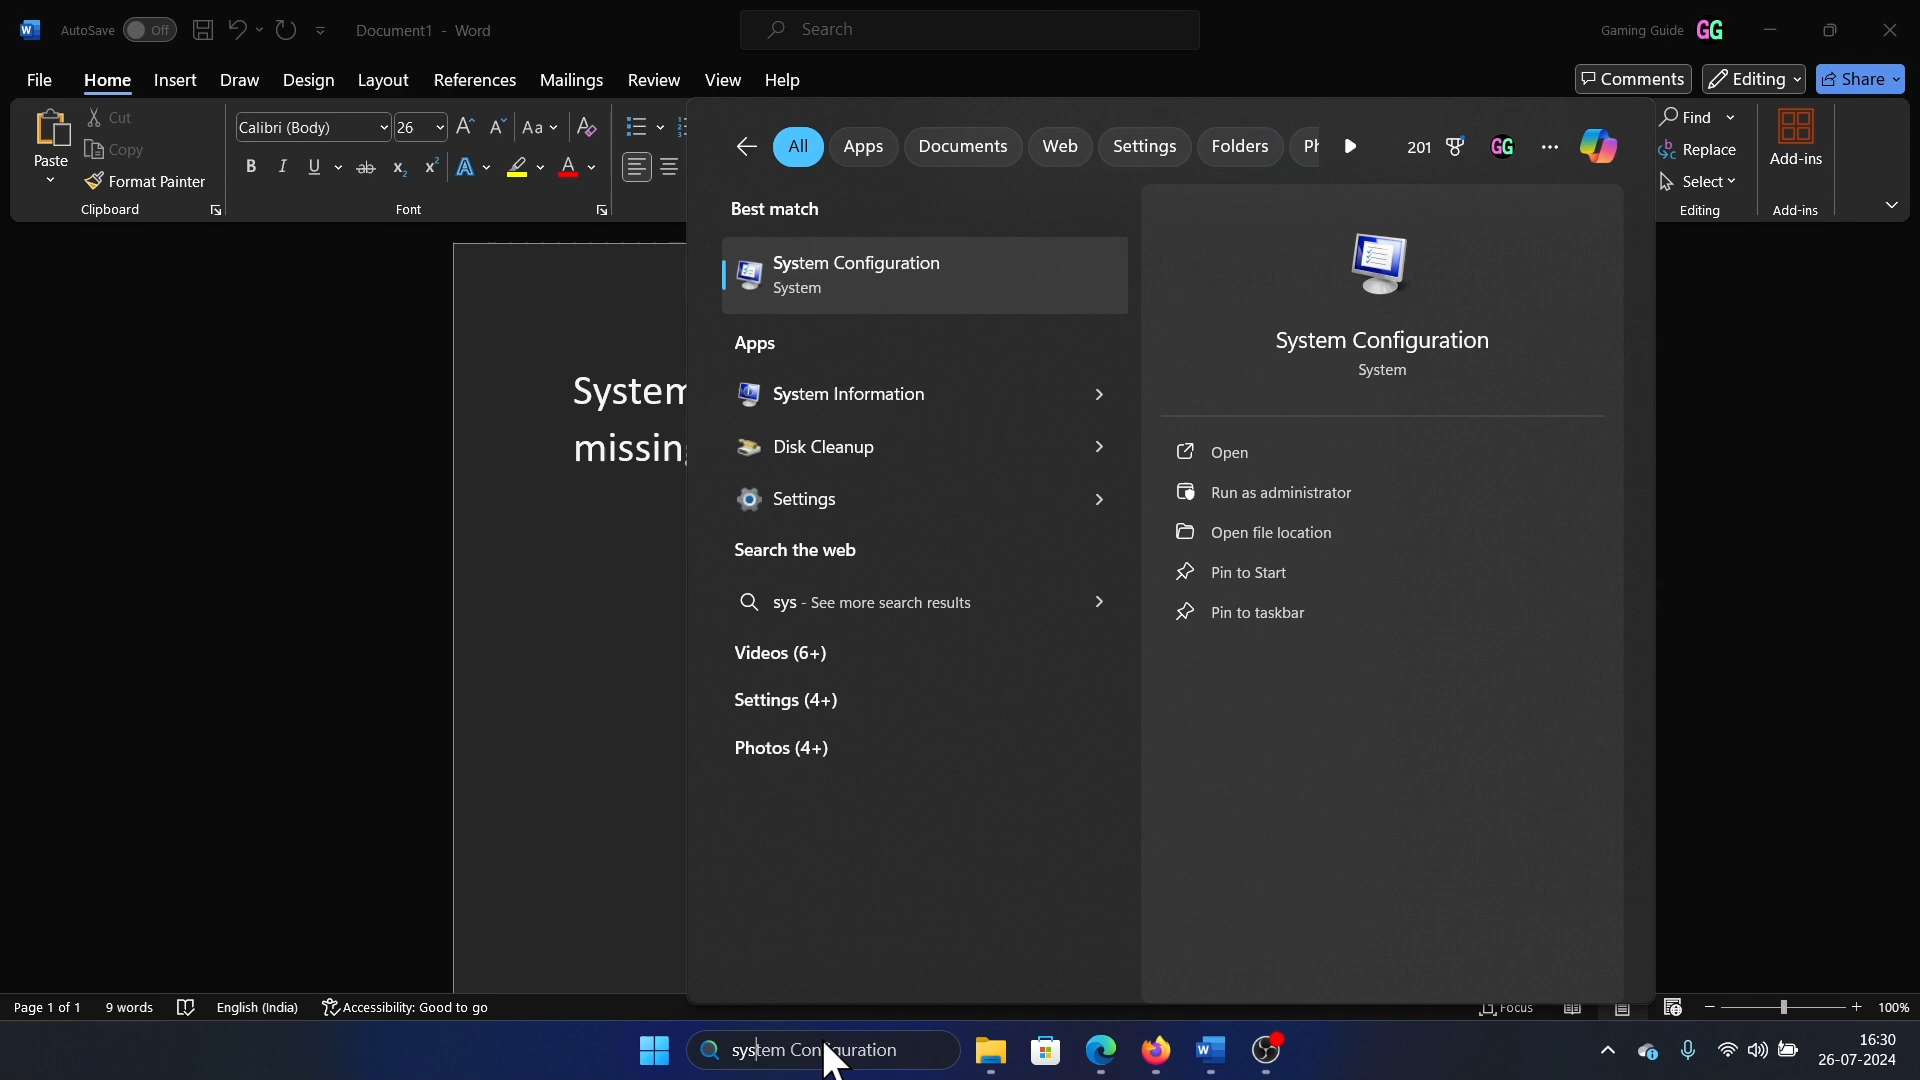 AutoSave Off Document1 - Word Search Gaming Guide GG
File Home Insert Draw Design Layout References Mailings Review View Help Comments Editing Share
Paste Cut Copy Format Painter
Calibri (Body) 26
Find Replace Select
Add-ins
Clipboard Font Editing Add-ins
System
missing
All Apps Documents Web Settings Folders 201 GG
Best match
System Configuration
System
Apps
System Information
Disk Cleanup
Settings
Search the web
sys - See more search results
Videos (6+)
Settings (4+)
Photos (4+)
System Configuration
System
Open
Run as administrator
Open file location
Pin to Start
Pin to taskbar
Page 1 of 1 9 words English (India) Accessibility: Good to go Focus 100%
system Configuration
16:30
26-07-2024